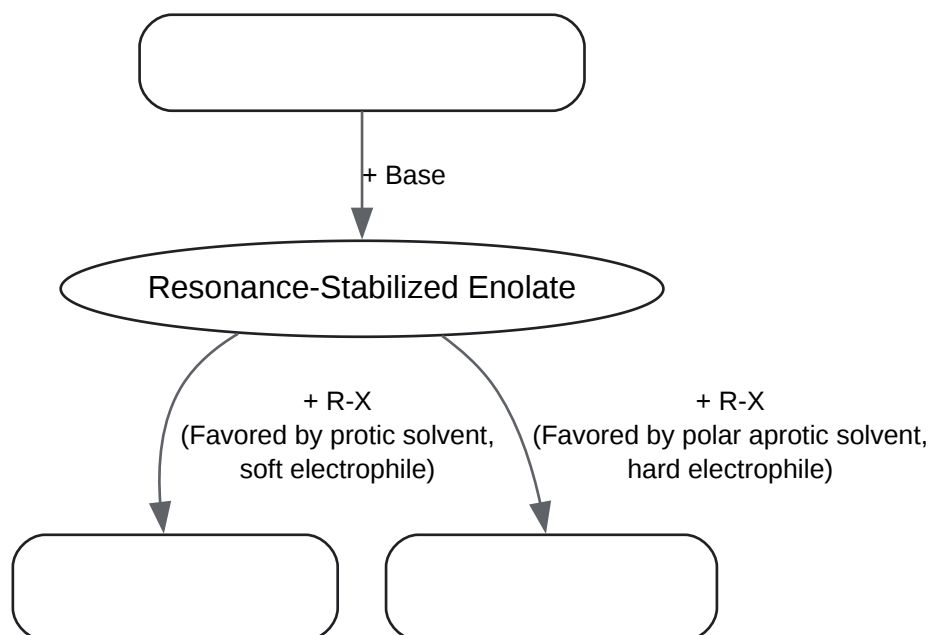 + Base
Resonance-Stabilized Enolate
+ R-X
(Favored by protic solvent,
soft electrophile)
+ R-X
(Favored by polar aprotic solvent,
hard electrophile)